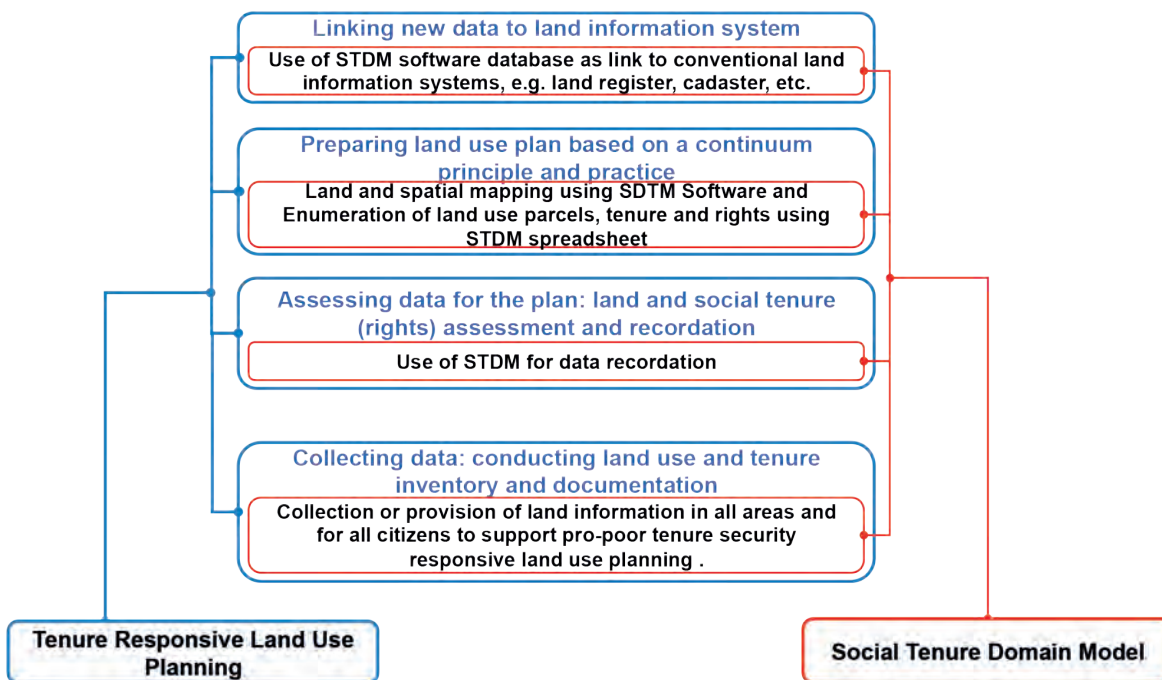 Linking new data to land information system
Use of STDM software database as link to conventional land
information systems, e.g. land register, cadaster, etc.
Preparing land use plan based on a continuum
principle and practice
Land and spatial mapping using SDTM Software and
Enumeration of land use parcels, tenure and rights using
STDM spreadsheet
Assessing data for the plan: land and social tenure
(rights) assessment and recordation
Use of STDM for data recordation
Collecting data: conducting land use and tenure
inventory and documentation
Collection or provision of land information in all areas and
for all citizens to support pro-poor tenure security
responsive land use planning .
Tenure Responsive Land Use
Planning
Social Tenure Domain Model